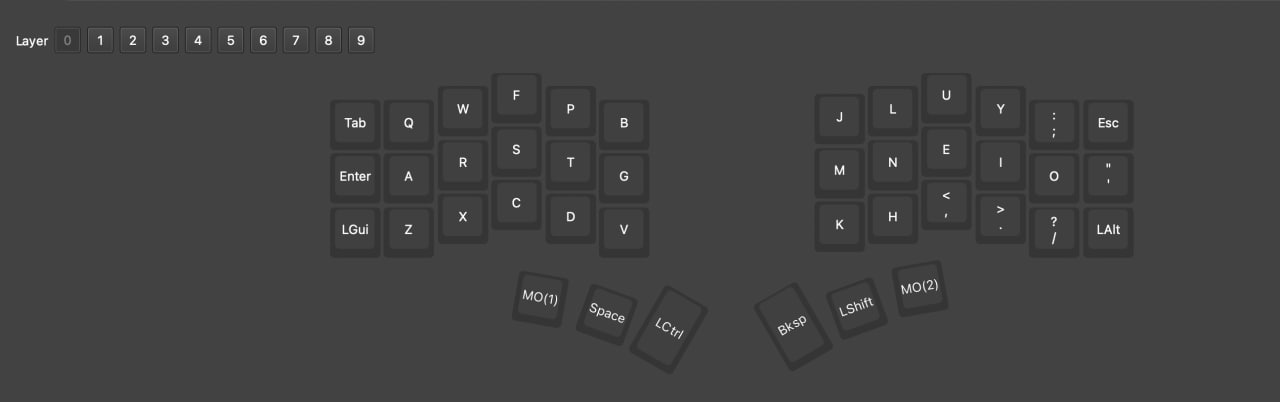 Layer 0 1 2 3 4 5 6 7 8 9
Tab Q W F P B J L U Y : ; Esc
Enter A R S T G M N E I O " '
LGui Z X C D V K H < , > . ? / LAlt
MO(1) Space LCtrl Bksp LShift MO(2)